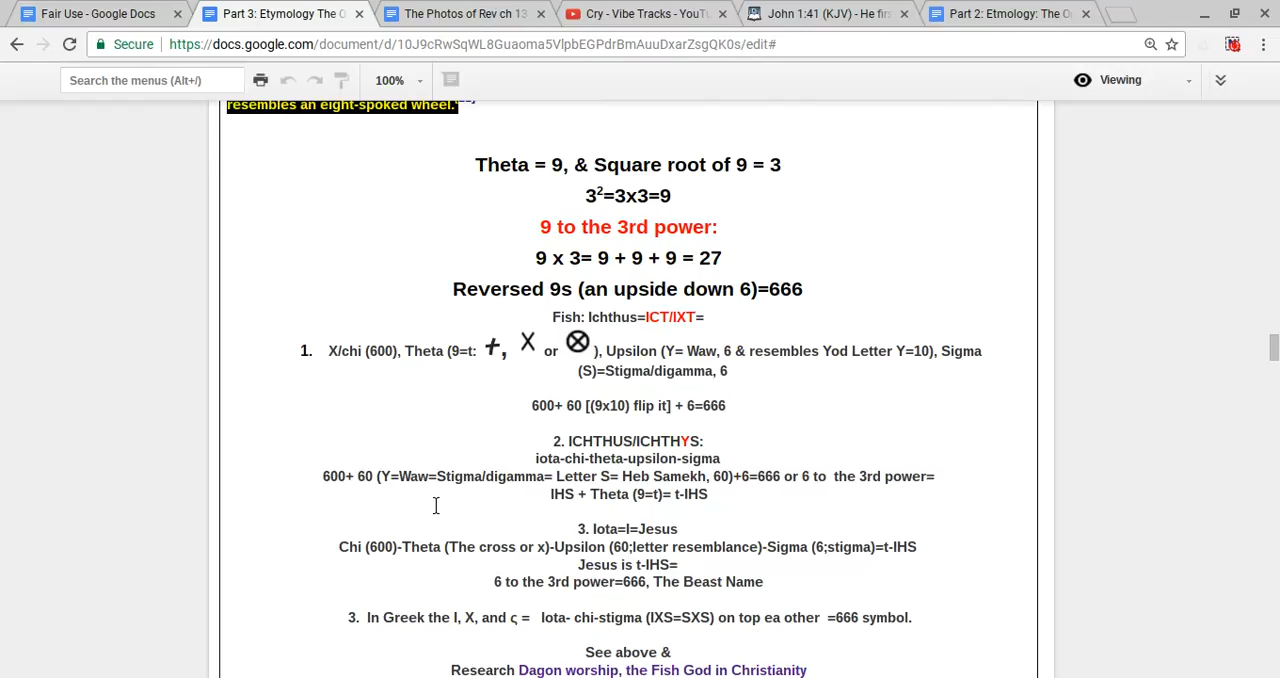 Fair Use - Google Docs
Part 3: Etymology The O
The Photos of Rev ch 13
Cry - Vibe Tracks - YouTu
John 1:41 (KJV) - He firs
Part 2: Etmology: The O
Secure https://docs.google.com/document/d/10J9cRwSqWL8Guaoma5VlpbEGPdrBmAuuDxarZsgQK0s/edit#
Search the menus (Alt+/)
100%
Viewing
resembles an eight-spoked wheel.
Theta = 9, & Square root of 9 = 3
3²=3x3=9
9 to the 3rd power:
9 x 3= 9 + 9 + 9 = 27
Reversed 9s (an upside down 6)=666
Fish: Ichthus=ICT/IXT=
1. X/chi (600), Theta (9=t: +, X or ⊗ ), Upsilon (Y= Waw, 6 & resembles Yod Letter Y=10), Sigma
(S)=Stigma/digamma, 6
600+ 60 [(9x10) flip it] + 6=666
2. ICHTHUS/ICHTHYS:
iota-chi-theta-upsilon-sigma
600+ 60 (Y=Waw=Stigma/digamma= Letter S= Heb Samekh, 60)+6=666 or 6 to the 3rd power=
IHS + Theta (9=t)= t-IHS
3. Iota=I=Jesus
Chi (600)-Theta (The cross or x)-Upsilon (60;letter resemblance)-Sigma (6;stigma)=t-IHS
Jesus is t-IHS=
6 to the 3rd power=666, The Beast Name
3. In Greek the I, X, and ς = Iota- chi-stigma (IXS=SXS) on top ea other =666 symbol.
See above &
Research Dagon worship, the Fish God in Christianity